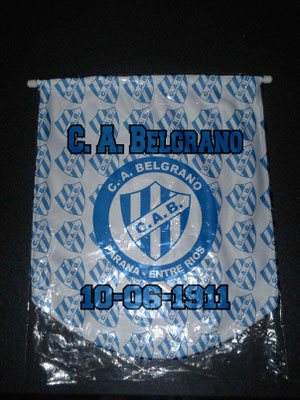 C. A. BELGRANO
C. A. BELGRANO
C.A.B.
PARANA - ENTRE RIOS
10-06-1911